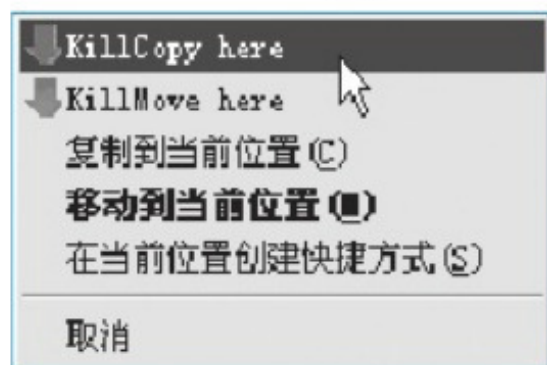 KillCopy here
KillMove here
复制到当前位置(C)
移动到当前位置(M)
在当前位置创建快捷方式(S)
取消